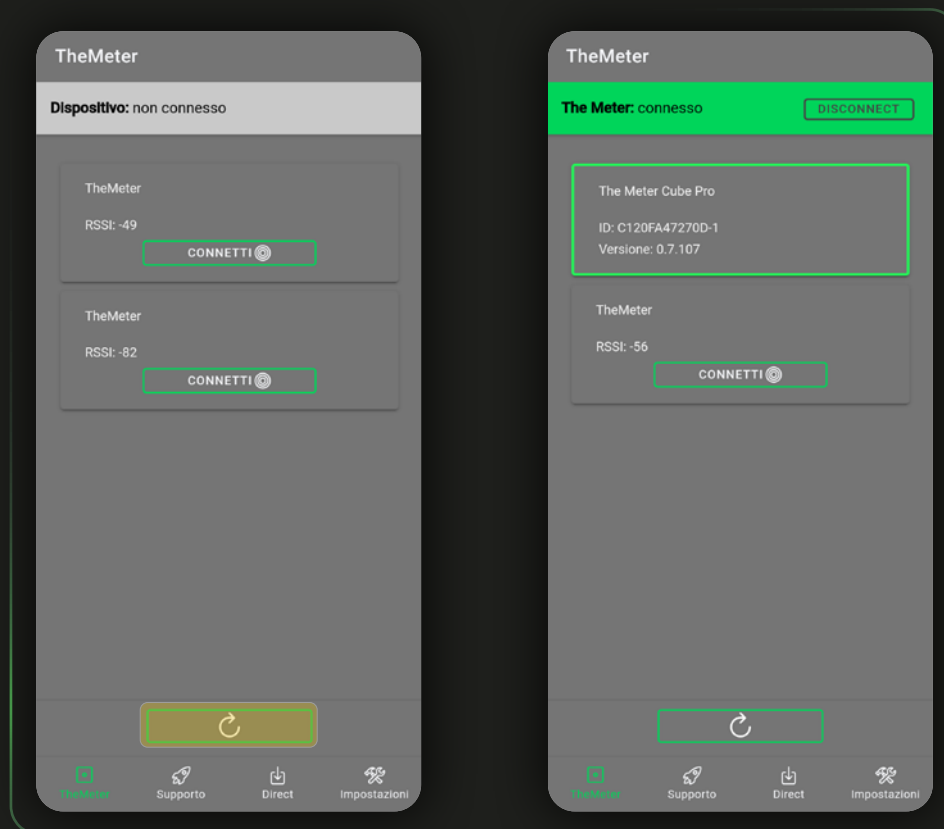 TheMeter
Dispositivo: non connesso
TheMeter
RSSI: -49
CONNETTI
TheMeter
RSSI: -82
CONNETTI
TheMeter
Supporto
Direct
Impostazioni
TheMeter
The Meter: connesso
DISCONNECT
The Meter Cube Pro
ID: C120FA47270D-1
Versione: 0.7.107
TheMeter
RSSI: -56
CONNETTI
TheMeter
Supporto
Direct
Impostazioni